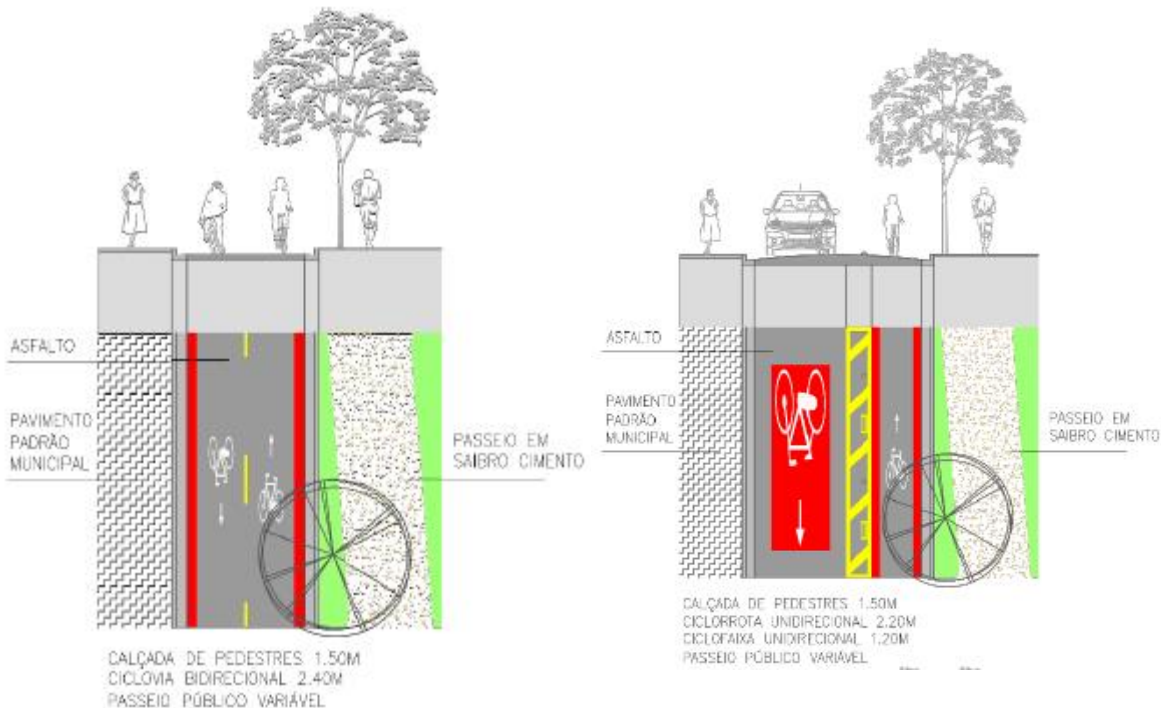 ASFALTO
PAVIMENTO
PADRÃO
MUNICIPAL
PASSEIO EM
SAIBRO CIMENTO
CALÇADA DE PEDESTRES 1.50M
CICLOVIA BIDIRECIONAL 2.40M
PASSEIO PÚBLICO VARIÁVEL
ASFALTO
PAVIMENTO
PADRÃO
MUNICIPAL
PASSEIO EM
SAIBRO CIMENTO
CALÇADA DE PEDESTRES 1.50M
CICLORROTA UNIDIRECIONAL 2.20M
CICLOFAIXA UNIDIRECIONAL 1.20M
PASSEIO PÚBLICO VARIÁVEL